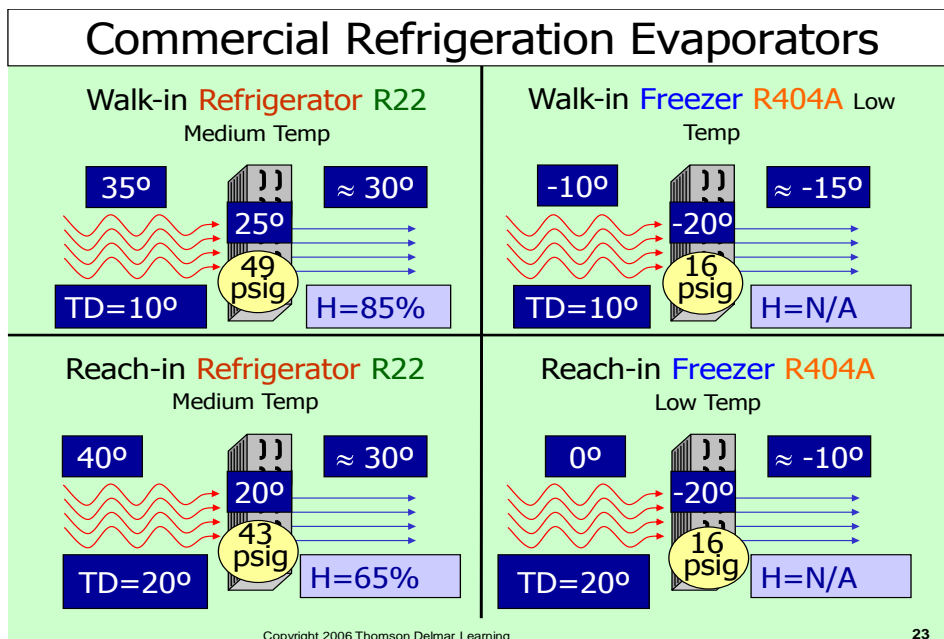 Commercial Refrigeration Evaporators
Walk-in Refrigerator R22
Medium Temp
35º
≈ 30º
25º
49
psig
TD=10º
H=85%
Walk-in Freezer R404A Low
Temp
-10º
≈ -15º
-20º
16
psig
TD=10º
H=N/A
Reach-in Refrigerator R22
Medium Temp
40º
≈ 30º
20º
43
psig
TD=20º
H=65%
Reach-in Freezer R404A
Low Temp
0º
≈ -10º
-20º
16
psig
TD=20º
H=N/A
Copyright 2006 Thomson Delmar Learning
23